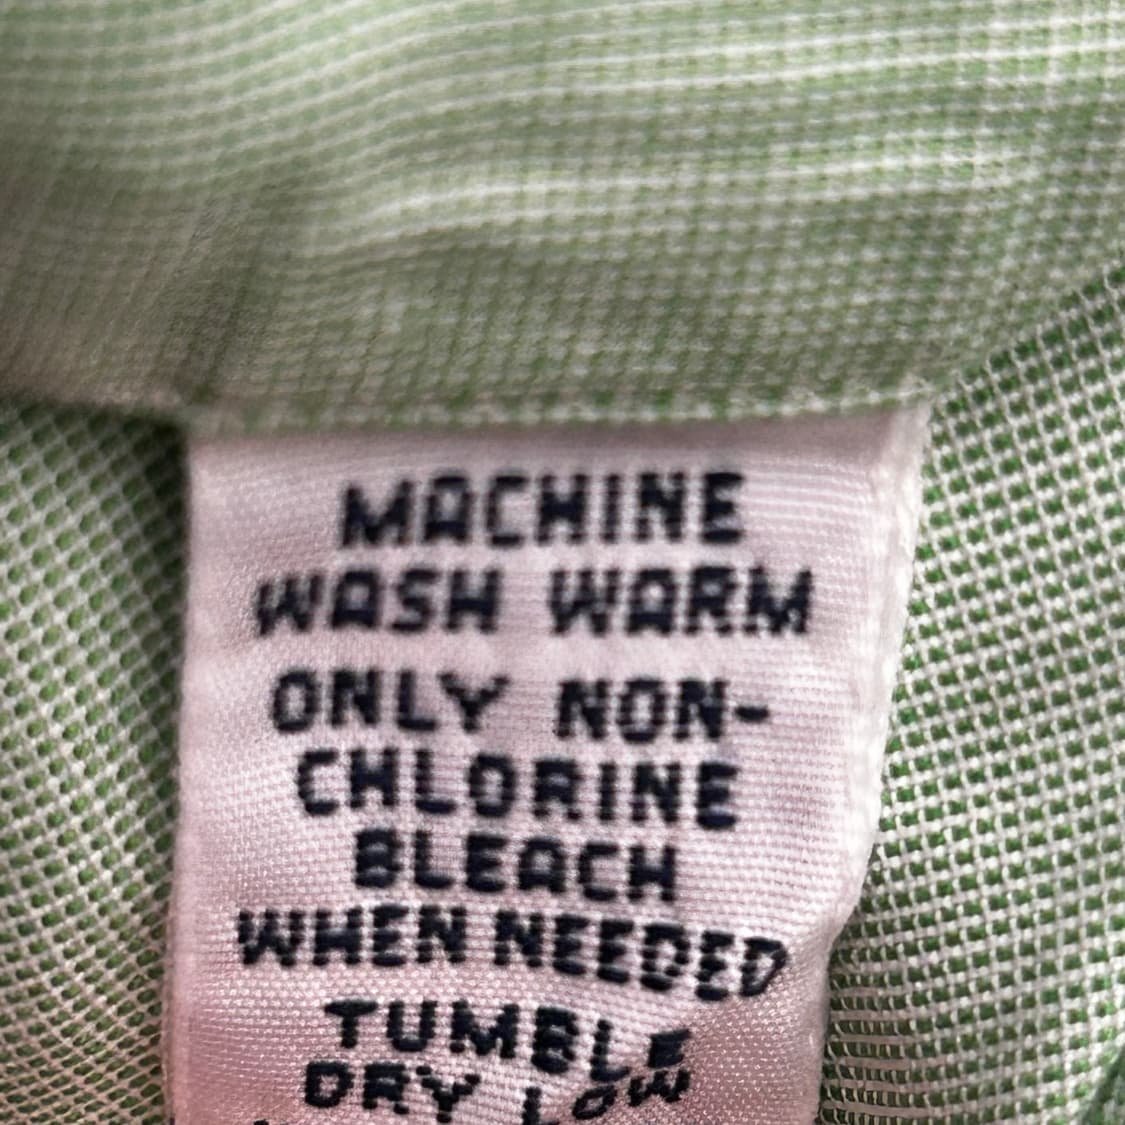 MACHINE
WASH WARM
ONLY NON-
CHLORINE
BLEACH
WHEN NEEDED
TUMBLE
DRY LOW